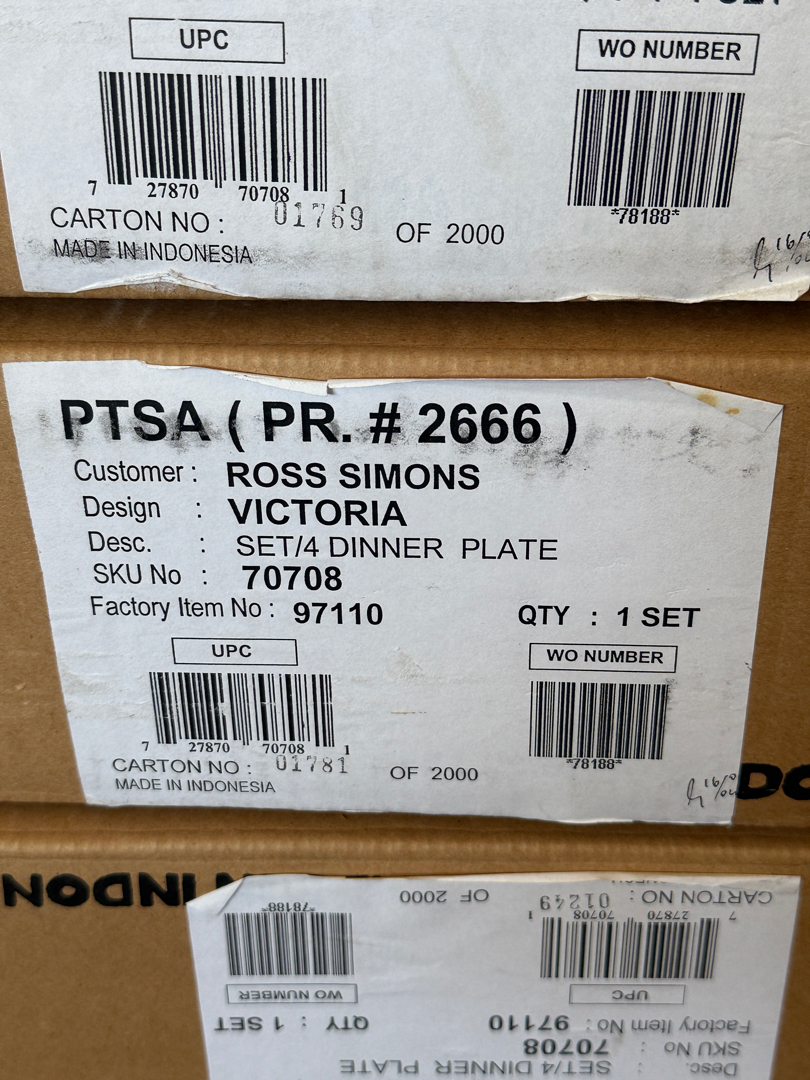 UPC
WO NUMBER
7 27870 70708 1
*78188*
CARTON NO : 01769 OF 2000
MADE IN INDONESIA
PTSA ( PR. # 2666 )
Customer : ROSS SIMONS
Design : VICTORIA
Desc. : SET/4 DINNER PLATE
SKU No : 70708
Factory Item No : 97110 QTY : 1 SET
UPC
WO NUMBER
7 27870 70708 1
*78188*
CARTON NO : 01781 OF 2000
MADE IN INDONESIA
DO
N INDON
Desc. : SET/4 DINNER PLATE
SKU No : 70708
Factory Item No : 97110 QTY : 1 SET
UPC
WO NUMBER
7 27870 70708 1
*78188*
CARTON NO : 01249 OF 2000